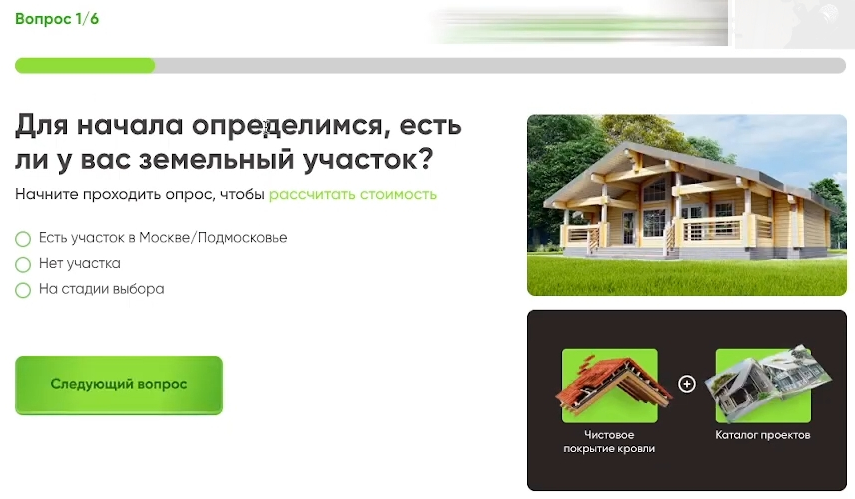 Вопрос 1/6
Для начала определимся, есть
ли у вас земельный участок?
Начните проходить опрос, чтобы рассчитать стоимость
Есть участок в Москве/Подмосковье
Нет участка
На стадии выбора
Следующий вопрос
Чистовое
покрытие кровли
Каталог проектов